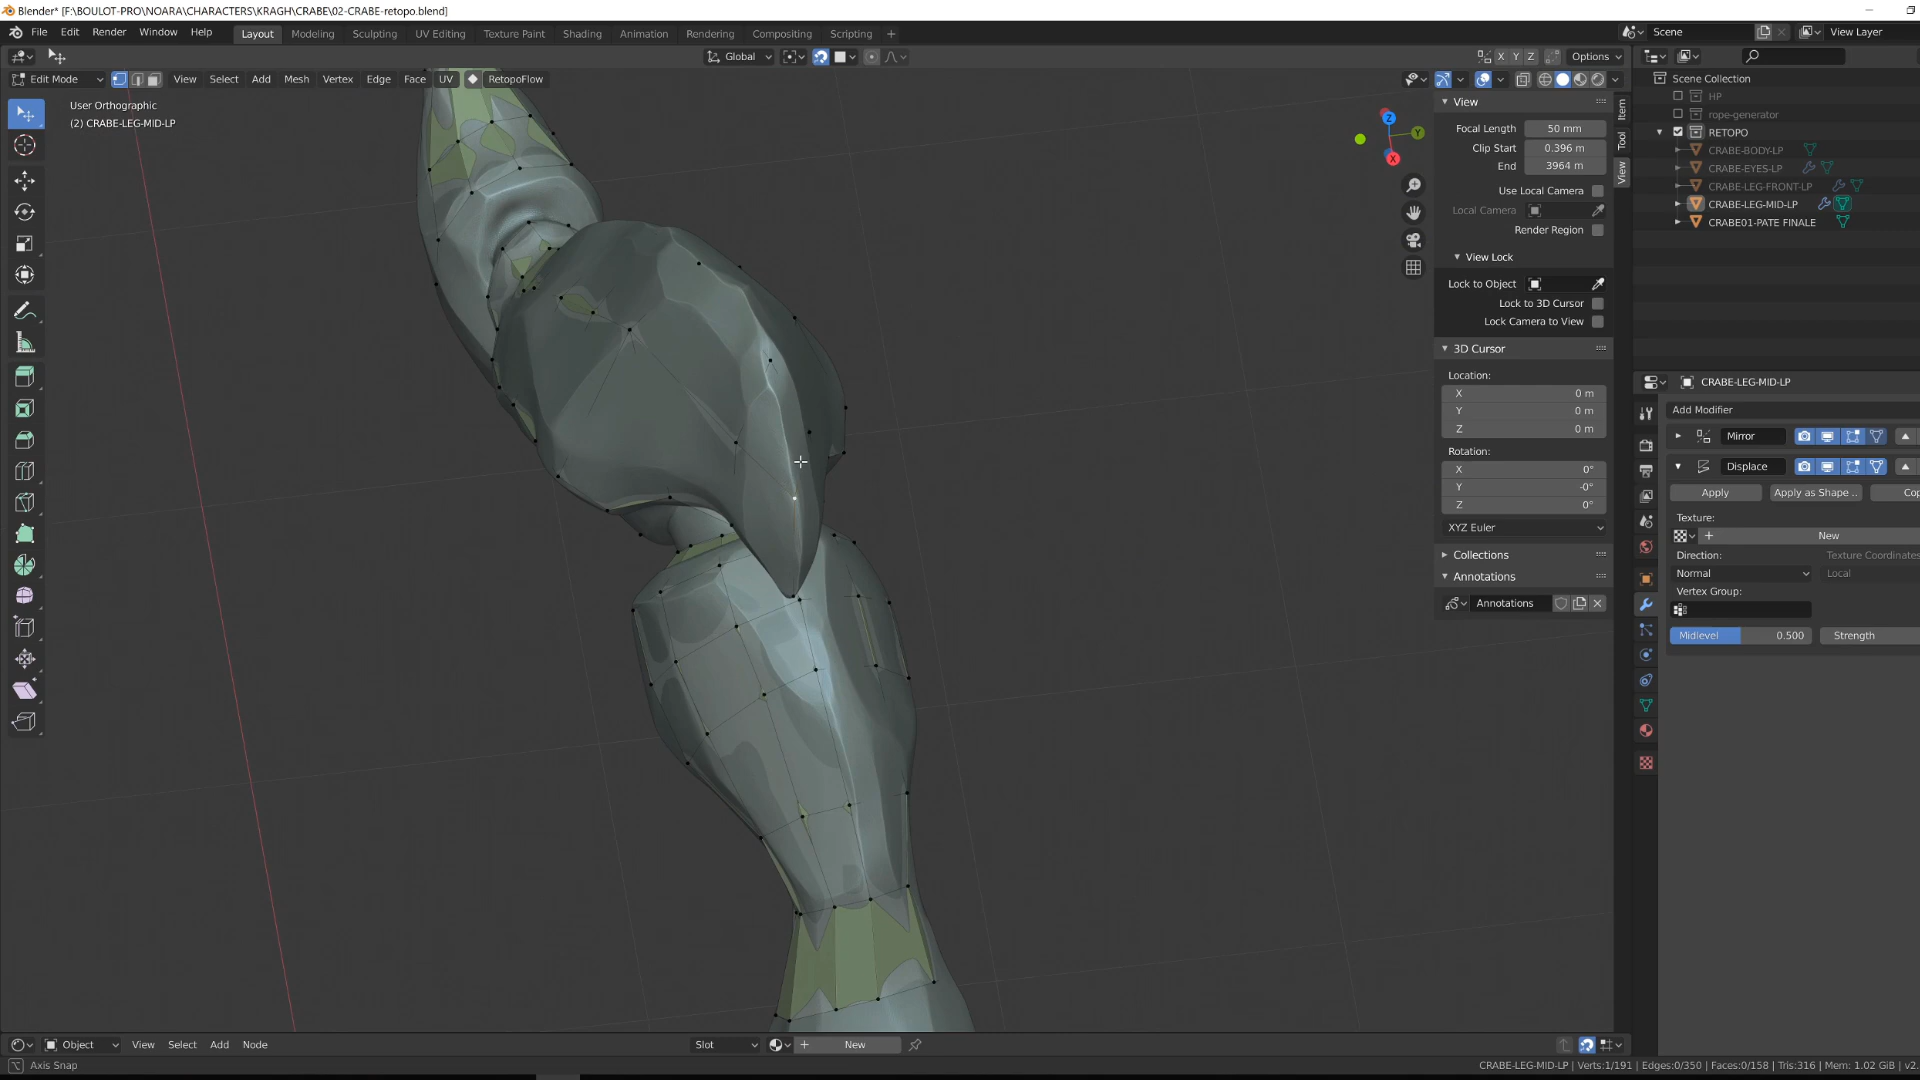 Blender* [F:\BOULOT-PRO\NOARA\CHARACTERS\KRAGH\CRABE\02-CRABE-retopo.blend]
File Edit Render Window Help Layout Modeling Sculpting UV Editing Texture Paint Shading Animation Rendering Compositing Scripting + Scene View Layer
Global X Y Z Options
Edit Mode View Select Add Mesh Vertex Edge Face UV RetopoFlow
User Orthographic
(2) CRABE-LEG-MID-LP
Z
Y
X
View
Focal Length 50 mm
Clip Start 0.396 m
End 3964 m
Use Local Camera
Local Camera
Render Region
View Lock
Lock to Object
Lock to 3D Cursor
Lock Camera to View
3D Cursor
Location:
X 0 m
Y 0 m
Z 0 m
Rotation:
X 0°
Y -0°
Z 0°
XYZ Euler
Collections
Annotations
Annotations
Item
Tool
View
Scene Collection
HP
rope-generator
RETOPO
CRABE-BODY-LP
CRABE-EYES-LP
CRABE-LEG-FRONT-LP
CRABE-LEG-MID-LP
CRABE01-PATE FINALE
CRABE-LEG-MID-LP
Add Modifier
Mirror
Displace
Apply Apply as Shape .. Co
Texture:
New
Direction: Texture Coordinates
Normal Local
Vertex Group:
Midlevel 0.500 Strength
Object View Select Add Node Slot New
Axis Snap CRABE-LEG-MID-LP | Verts:1/191 | Edges:0/350 | Faces:0/158 | Tris:316 | Mem: 1.02 GiB | v2.